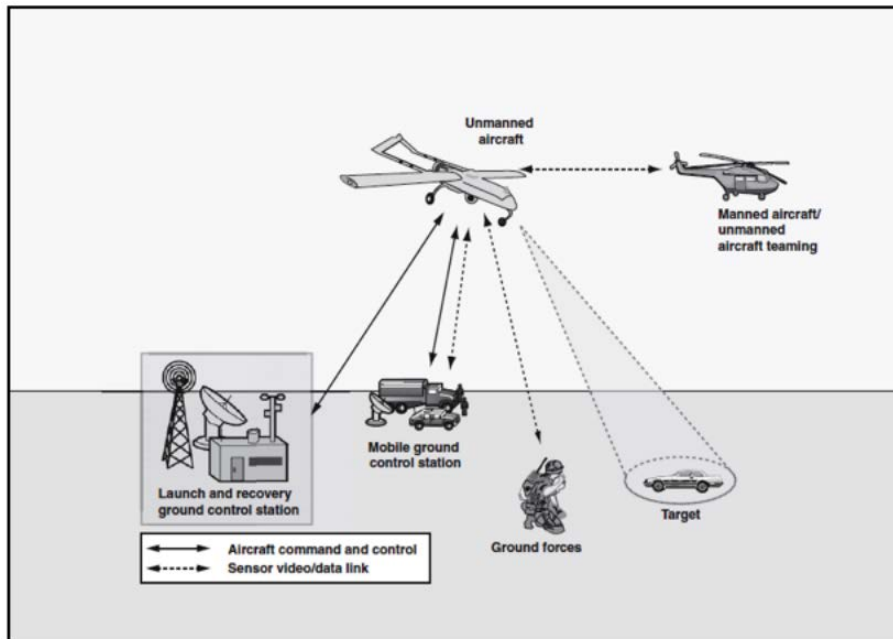 Unmanned
aircraft
Manned aircraft/
unmanned
aircraft teaming
Mobile ground
control station
Launch and recovery
ground control station
Ground forces
Target
Aircraft command and control
Sensor video/data link